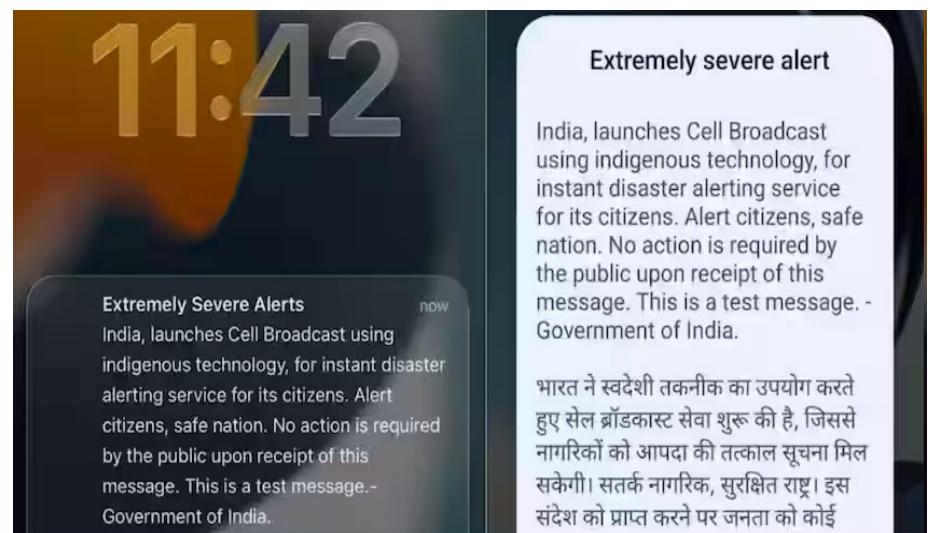 11:42
Extremely Severe Alerts now
India, launches Cell Broadcast using
indigenous technology, for instant disaster
alerting service for its citizens. Alert
citizens, safe nation. No action is required
by the public upon receipt of this
message. This is a test message.-
Government of India.
Extremely severe alert
India, launches Cell Broadcast
using indigenous technology, for
instant disaster alerting service
for its citizens. Alert citizens, safe
nation. No action is required by
the public upon receipt of this
message. This is a test message. -
Government of India.
भारत ने स्वदेशी तकनीक का उपयोग करते
हुए सेल ब्रॉडकास्ट सेवा शुरू की है, जिससे
नागरिकों को आपदा की तत्काल सूचना मिल
सकेगी। सतर्क नागरिक, सुरक्षित राष्ट्र। इस
संदेश को प्राप्त करने पर जनता को कोई